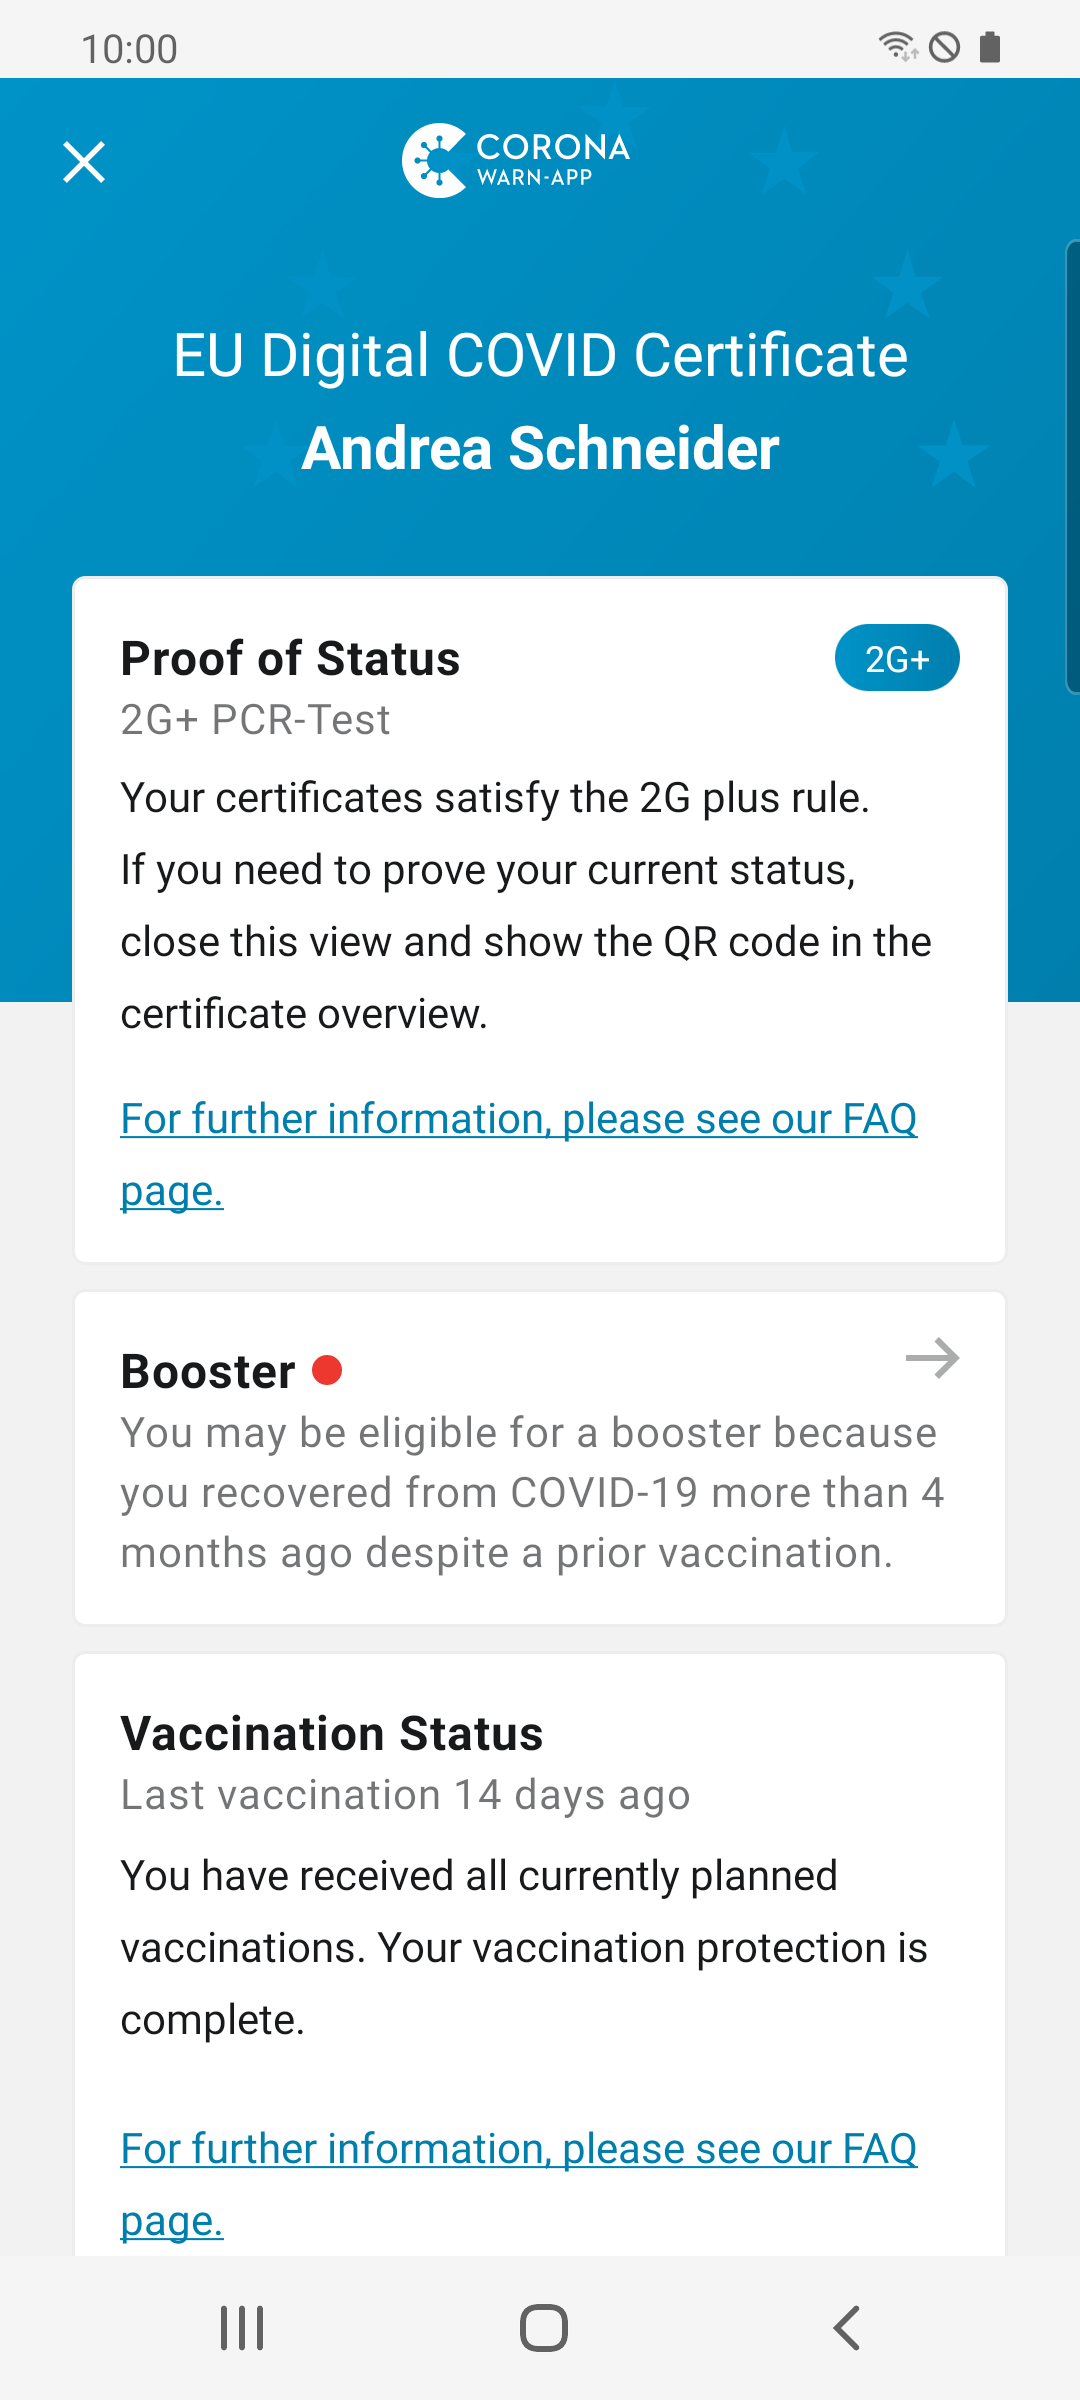 10:00
CORONA
WARN-APP
EU Digital COVID Certificate
Andrea Schneider
Proof of Status
2G+
2G+ PCR-Test
Your certificates satisfy the 2G plus rule.
If you need to prove your current status,
close this view and show the QR code in the
certificate overview.
For further information, please see our FAQ
page.
Booster
You may be eligible for a booster because
you recovered from COVID-19 more than 4
months ago despite a prior vaccination.
Vaccination Status
Last vaccination 14 days ago
You have received all currently planned
vaccinations. Your vaccination protection is
complete.
For further information, please see our FAQ
page.